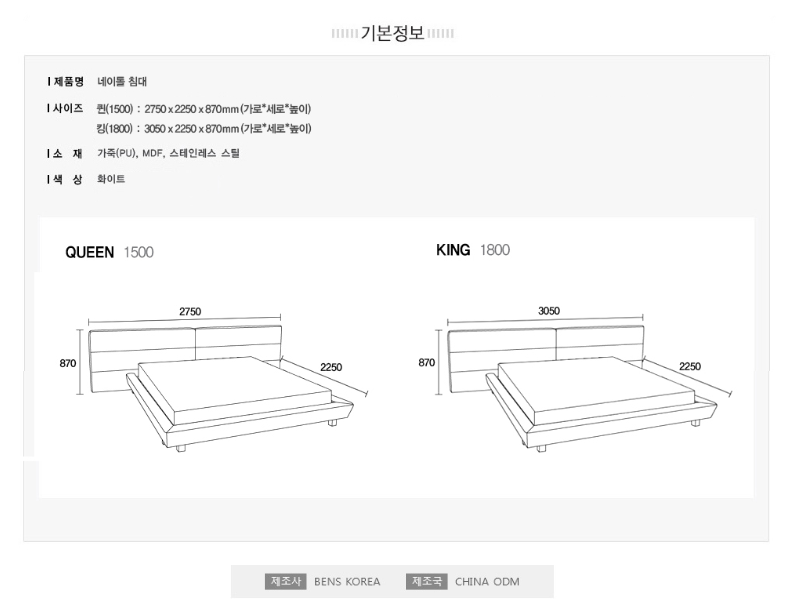 기본정보
제품명 네이톨 침대
사이즈 퀸(1500) : 2750 x 2250 x 870mm (가로*세로*높이)
킹(1800) : 3050 x 2250 x 870mm (가로*세로*높이)
소 재 가죽(PU), MDF, 스테인레스 스틸
색 상 화이트
QUEEN 1500
KING 1800
2750
870
2250
3050
870
2250
제조사 BENS KOREA 제조국 CHINA ODM